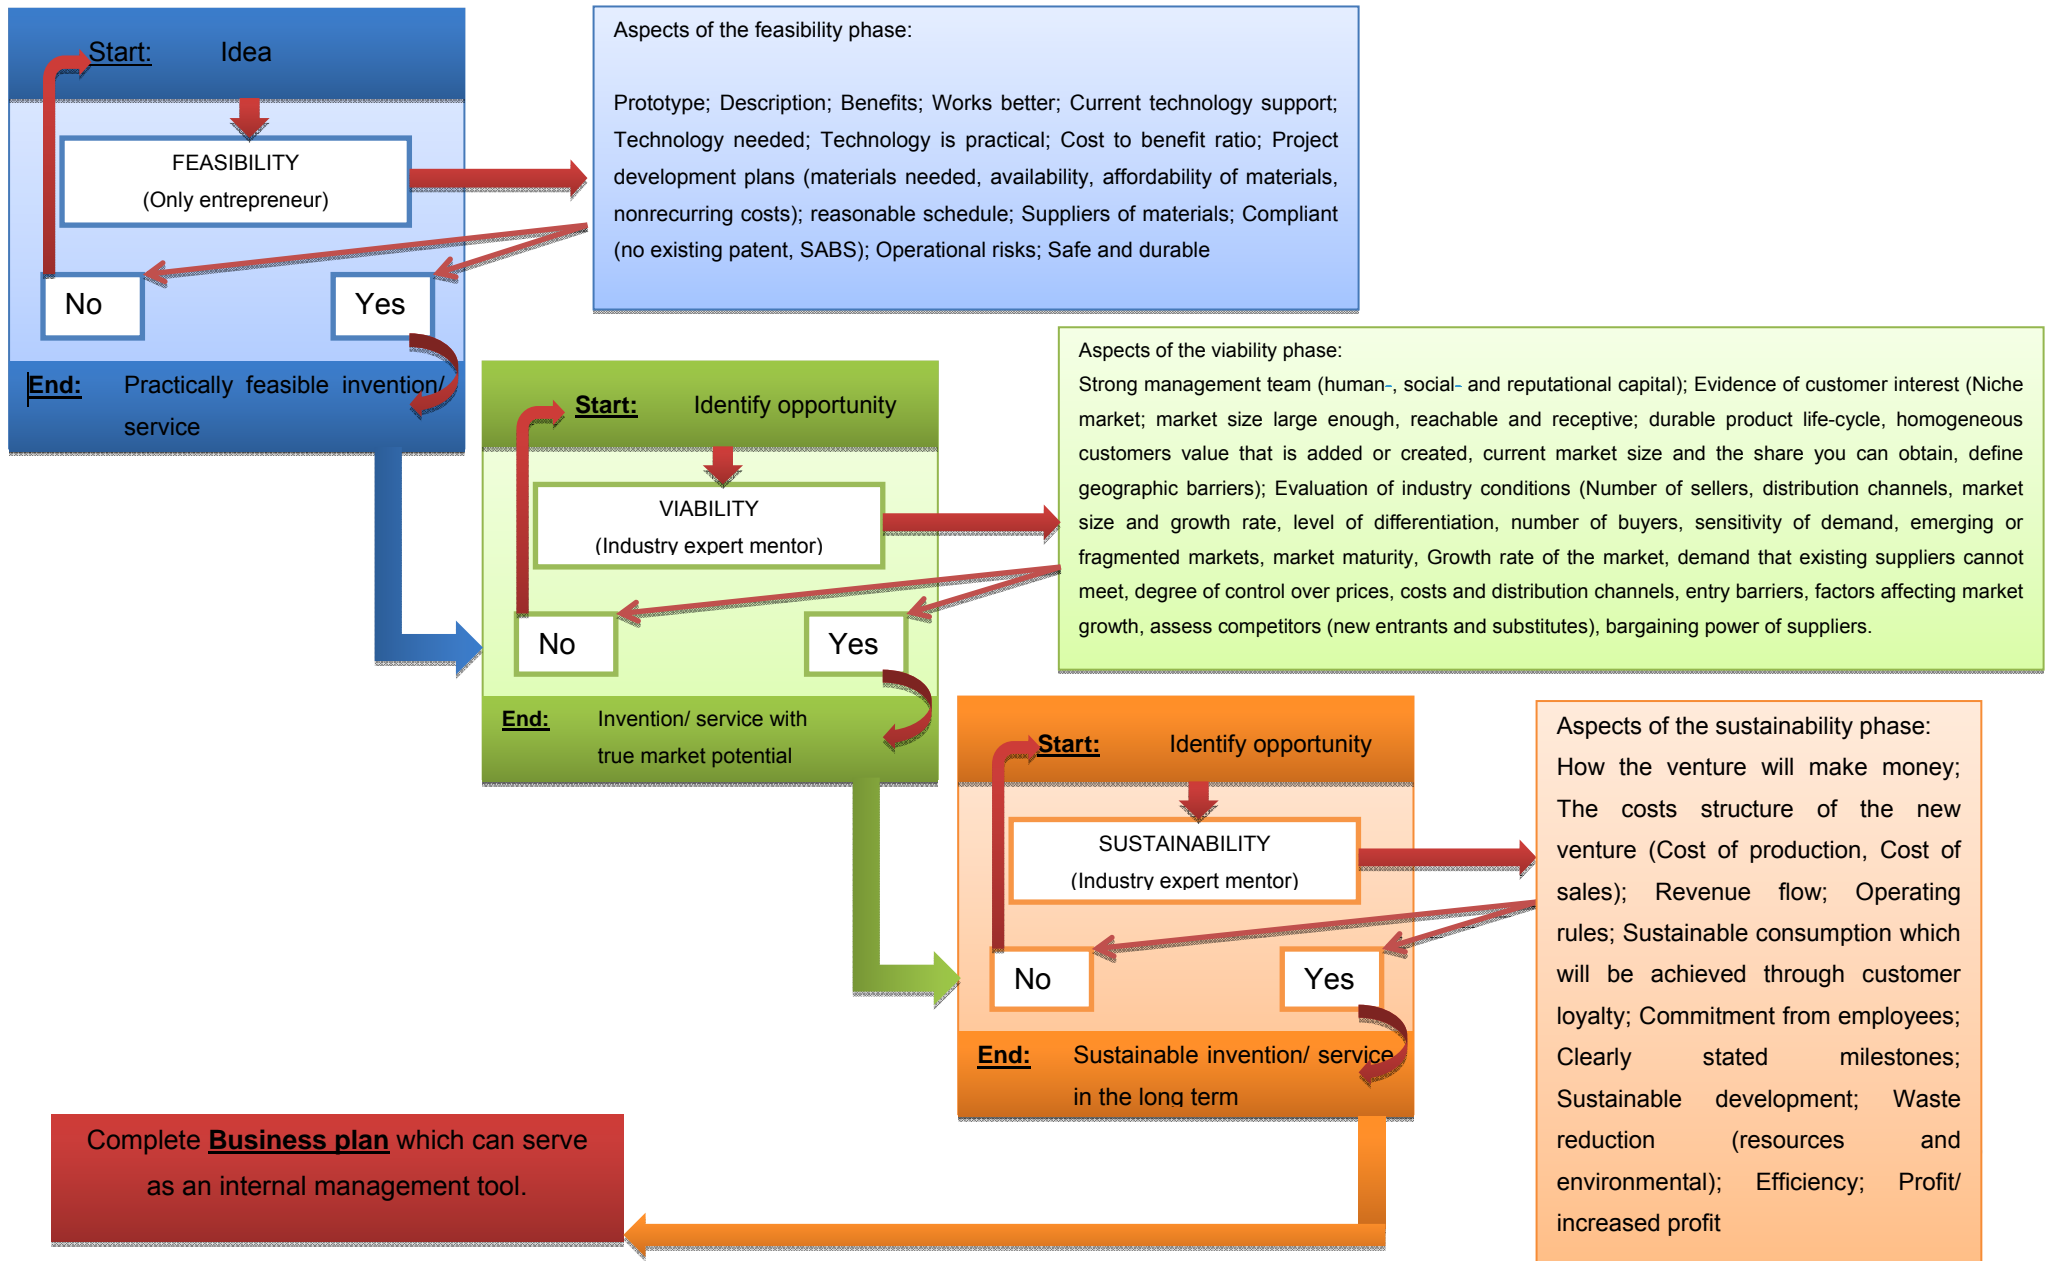 Start: Idea
FEASIBILITY
(Only entrepreneur)
No
Yes
End: Practically feasible invention/
service
Aspects of the feasibility phase:
Prototype; Description; Benefits; Works better; Current technology support;
Technology needed; Technology is practical; Cost to benefit ratio; Project
development plans (materials needed, availability, affordability of materials,
nonrecurring costs); reasonable schedule; Suppliers of materials; Compliant
(no existing patent, SABS); Operational risks; Safe and durable
Start: Identify opportunity
VIABILITY
(Industry expert mentor)
No
Yes
End: Invention/ service with
true market potential
Aspects of the viability phase:
Strong management team (human-, social- and reputational capital); Evidence of customer interest (Niche
market; market size large enough, reachable and receptive; durable product life-cycle, homogeneous
customers value that is added or created, current market size and the share you can obtain, define
geographic barriers); Evaluation of industry conditions (Number of sellers, distribution channels, market
size and growth rate, level of differentiation, number of buyers, sensitivity of demand, emerging or
fragmented markets, market maturity, Growth rate of the market, demand that existing suppliers cannot
meet, degree of control over prices, costs and distribution channels, entry barriers, factors affecting market
growth, assess competitors (new entrants and substitutes), bargaining power of suppliers.
Start: Identify opportunity
SUSTAINABILITY
(Industry expert mentor)
No
Yes
End: Sustainable invention/ service
in the long term
Aspects of the sustainability phase:
How the venture will make money;
The costs structure of the new
venture (Cost of production, Cost of
sales); Revenue flow; Operating
rules; Sustainable consumption which
will be achieved through customer
loyalty; Commitment from employees;
Clearly stated milestones;
Sustainable development; Waste
reduction (resources and
environmental); Efficiency; Profit/
increased profit
Complete Business plan which can serve
as an internal management tool.